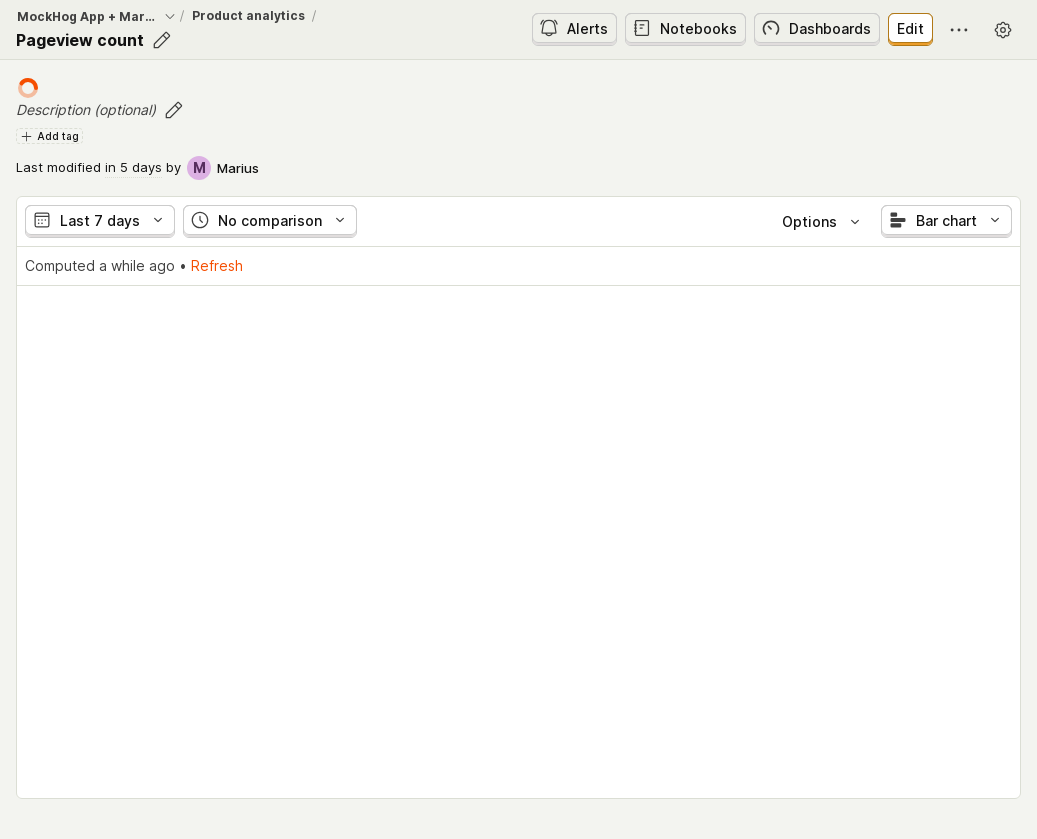 MockHog App + Mar... / Product analytics /
Pageview count
Alerts Notebooks Dashboards Edit
Description (optional)
Add tag
Last modified in 5 days by M Marius
Last 7 days No comparison Options Bar chart
Computed a while ago • Refresh